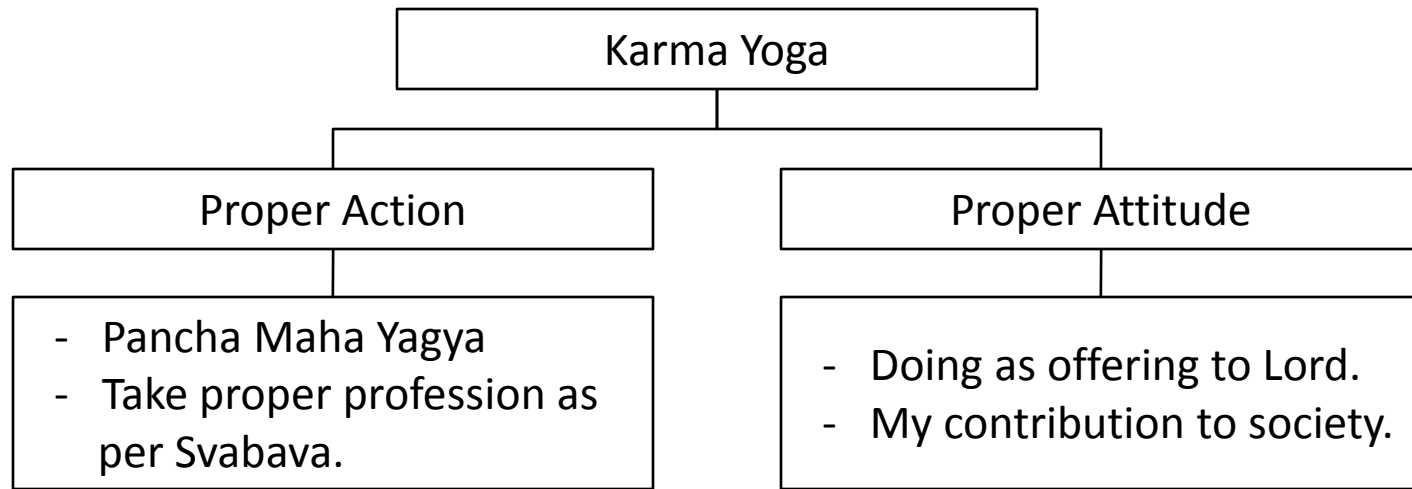 Karma Yoga
Proper Action
Proper Attitude
- Pancha Maha Yagya
- Take proper profession as
per Svabava.
- Doing as offering to Lord.
- My contribution to society.